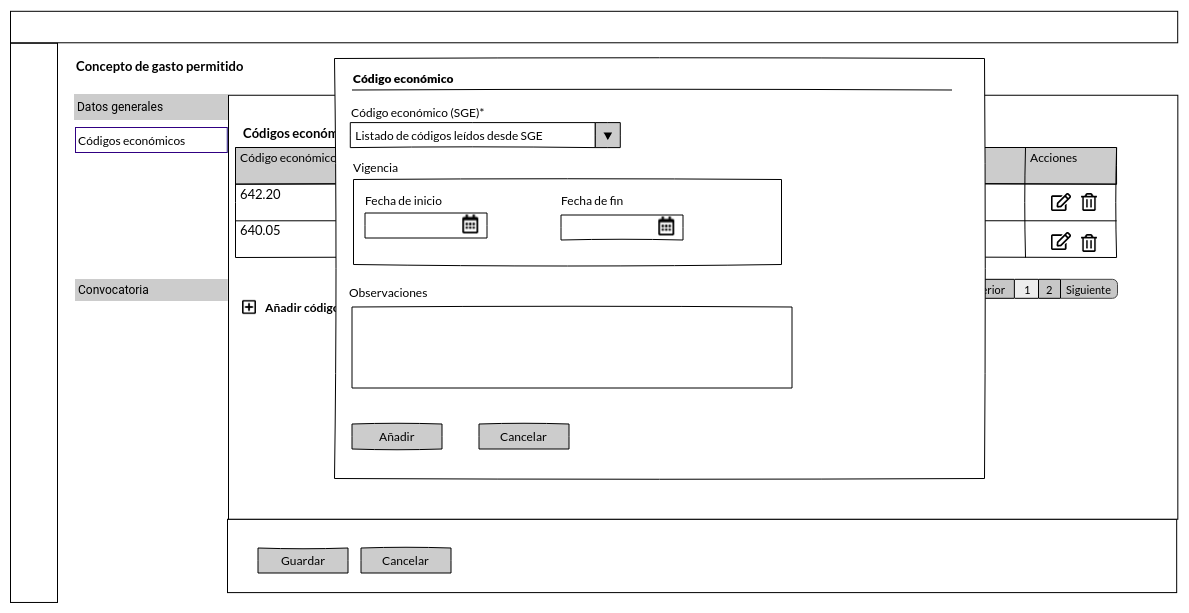 Concepto de gasto permitido
Datos generales
Códigos económicos
Convocatoria
Códigos económ
Código económico
Acciones
642.20
640.05
Añadir códig
erior 1 2 Siguiente
Código económico
Código económico (SGE)*
Listado de códigos leídos desde SGE
Vigencia
Fecha de inicio Fecha de fin
Observaciones
Añadir Cancelar
Guardar Cancelar